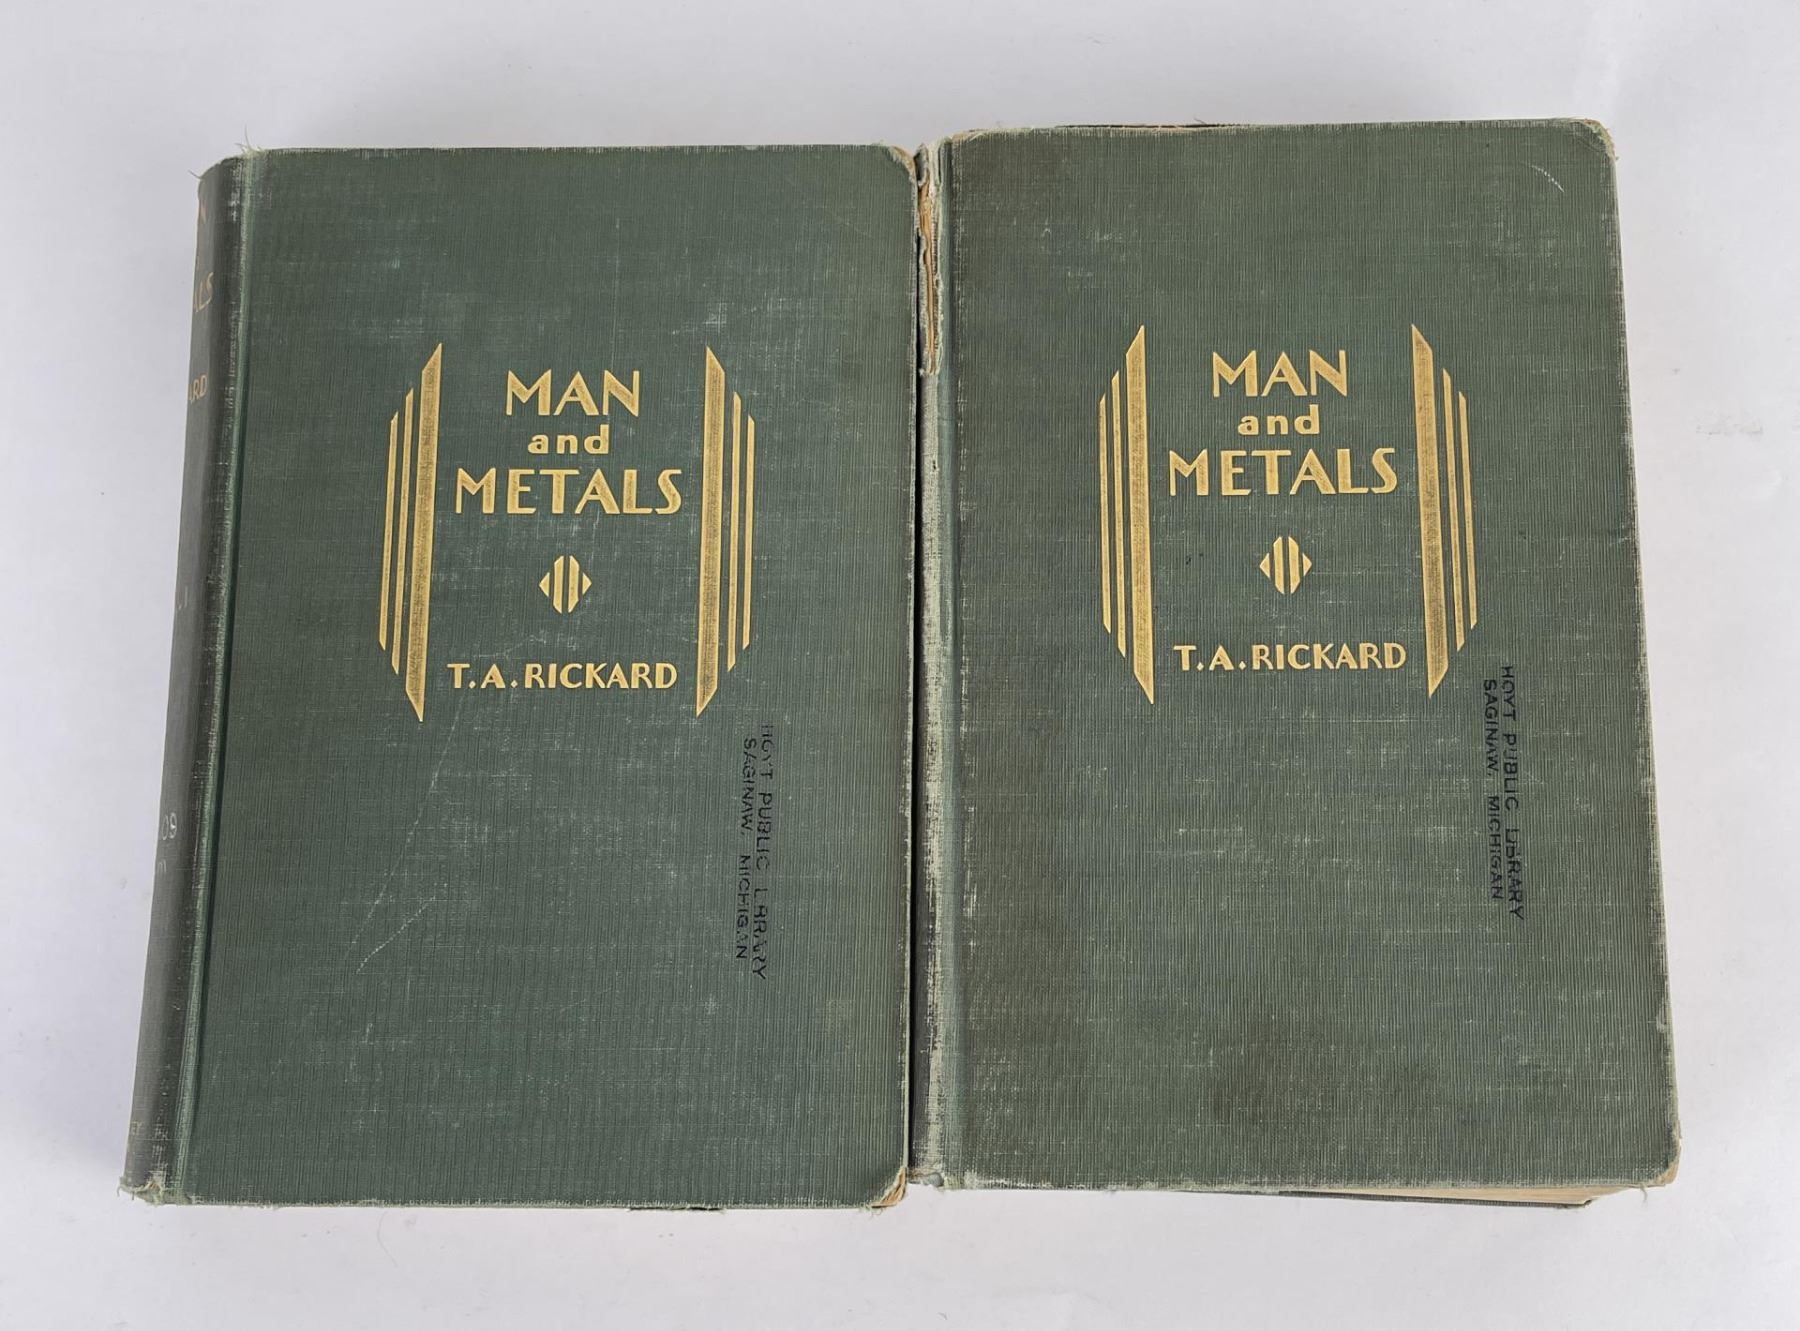 MAN
and
METALS
T.A.RICKARD
HOYT PUBLIC LIBRARY
SAGINAW, MICHIGAN
MAN
and
METALS
T.A.RICKARD
HOYT PUBLIC LIBRARY
SAGINAW, MICHIGAN